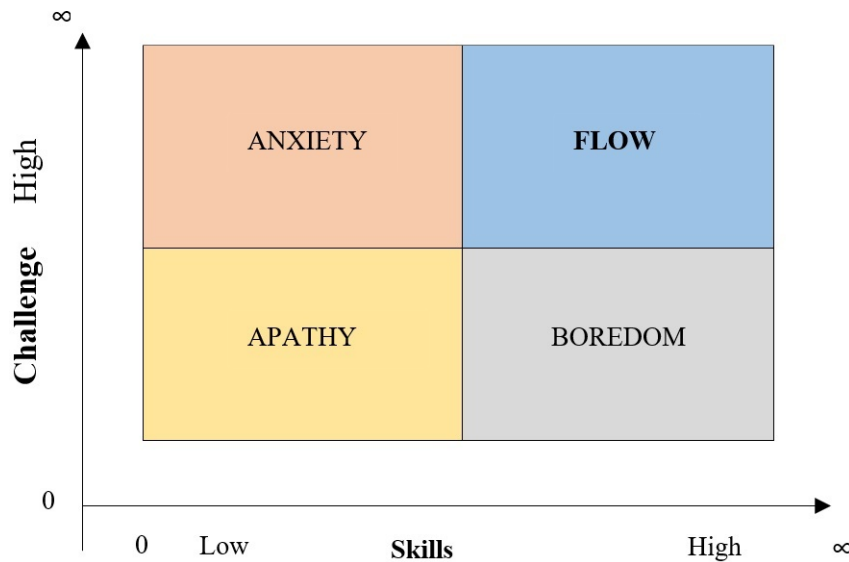 ∞
High
ANXIETY
FLOW
Challenge
APATHY
BOREDOM
0
0
Low
Skills
High
∞